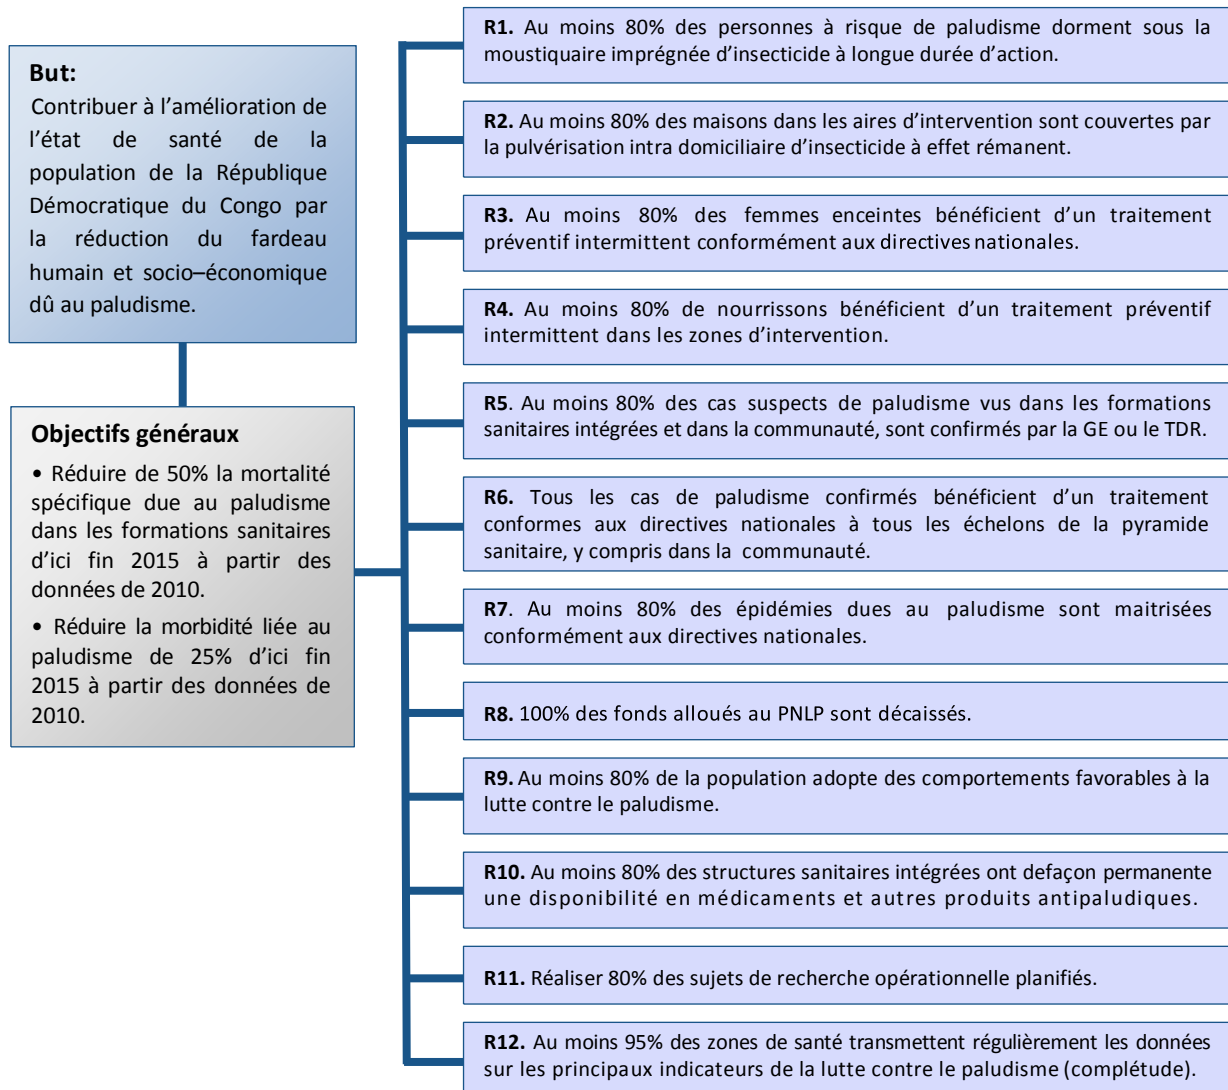 But:
Contribuer à l’amélioration de
l’état de santé de la
population de la République
Démocratique du Congo par
la réduction du fardeau
humain et socio–économique
dû au paludisme.
Objectifs généraux
• Réduire de 50% la mortalité
spécifique due au paludisme
dans les formations sanitaires
d’ici fin 2015 à partir des
données de 2010.
• Réduire la morbidité liée au
paludisme de 25% d’ici fin
2015 à partir des données de
2010.
R1. Au moins 80% des personnes à risque de paludisme dorment sous la
moustiquaire imprégnée d’insecticide à longue durée d’action.
R2. Au moins 80% des maisons dans les aires d’intervention sont couvertes par
la pulvérisation intra domiciliaire d’insecticide à effet rémanent.
R3. Au moins 80% des femmes enceintes bénéficient d’un traitement
préventif intermittent conformément aux directives nationales.
R4. Au moins 80% de nourrissons bénéficient d’un traitement préventif
intermittent dans les zones d’intervention.
R5. Au moins 80% des cas suspects de paludisme vus dans les formations
sanitaires intégrées et dans la communauté, sont confirmés par la GE ou le TDR.
R6. Tous les cas de paludisme confirmés bénéficient d’un traitement
conformes aux directives nationales à tous les échelons de la pyramide
sanitaire, y compris dans la communauté.
R7. Au moins 80% des épidémies dues au paludisme sont maitrisées
conformément aux directives nationales.
R8. 100% des fonds alloués au PNLP sont décaissés.
R9. Au moins 80% de la population adopte des comportements favorables à la
lutte contre le paludisme.
R10. Au moins 80% des structures sanitaires intégrées ont defaçon permanente
une disponibilité en médicaments et autres produits antipaludiques.
R11. Réaliser 80% des sujets de recherche opérationnelle planifiés.
R12. Au moins 95% des zones de santé transmettent régulièrement les données
sur les principaux indicateurs de la lutte contre le paludisme (complétude).